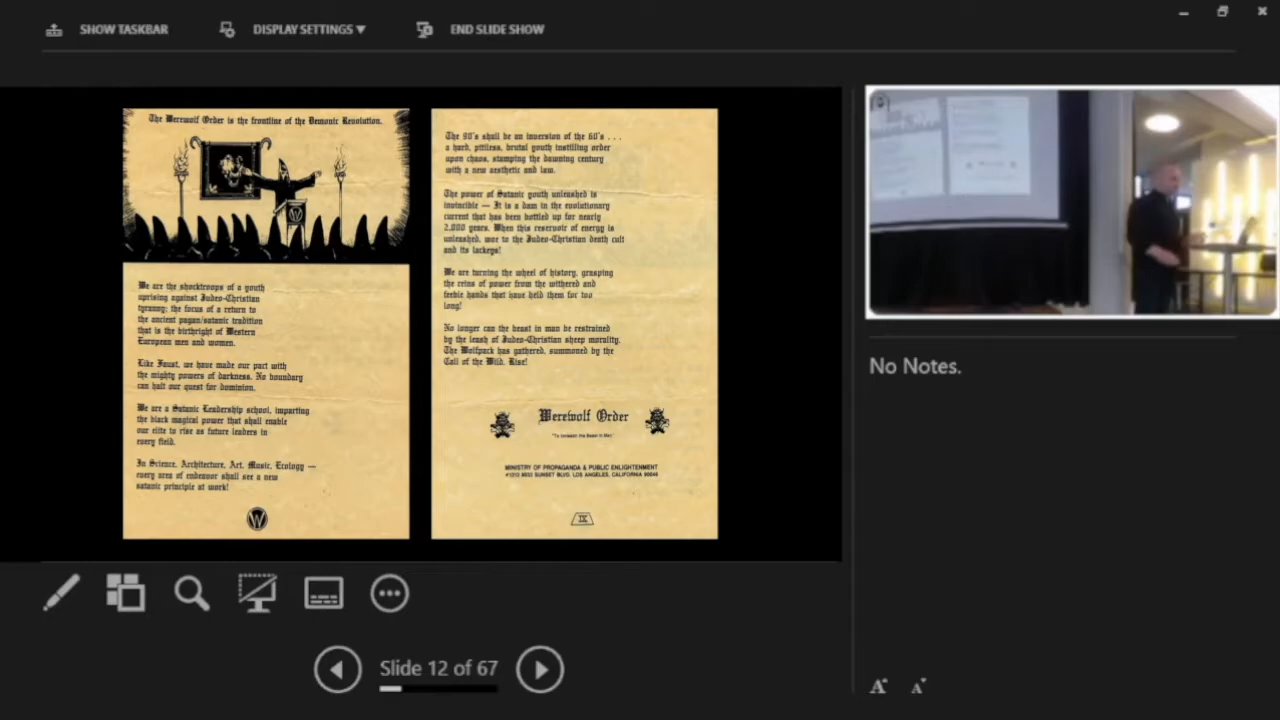 SHOW TASKBAR
DISPLAY SETTINGS ▼
END SLIDE SHOW
The Werewolf Order is the frontline of the Demonic Revolution.
W
We are the shocktroops of a youth
uprising against Judeo-Christian
tyranny; the focus of a return to
the ancient pagan/satanic tradition
that is the birthright of Western
European men and women.
Like Faust, we have made our pact with
the mighty powers of darkness. No boundary
can halt our quest for dominion.
We are a Satanic Leadership school, imparting
the black magical power that shall enable
our elite to rise as future leaders in
every field.
In Science, Architecture, Art, Music, Ecology —
every area of endeavor shall see a new
satanic principle at work!
W
The 90's shall be an inversion of the 60's . . .
a hard, pitiless, brutal youth instilling order
upon chaos, stamping the dawning century
with a new aesthetic and law.
The power of Satanic youth unleashed is
invincible — It is a dam in the evolutionary
current that has been bottled up for nearly
2,000 years. When this reservoir of energy is
unleashed, woe to the Judeo-Christian death cult
and its lackeys!
We are turning the wheel of history, grasping
the reins of power from the withered and
feeble hands that have held them for too
long!
No longer can the beast in man be restrained
by the leash of Judeo-Christian sheep morality.
The Wolfpack has gathered, summoned by the
Call of the Wild. Rise!
Werewolf Order
"To Unleash the Beast in Man"
MINISTRY OF PROPAGANDA & PUBLIC ENLIGHTENMENT
SUNSET BLVD. LOS ANGELES, CALIFORNIA
IX
No Notes.
Slide 12 of 67
A A